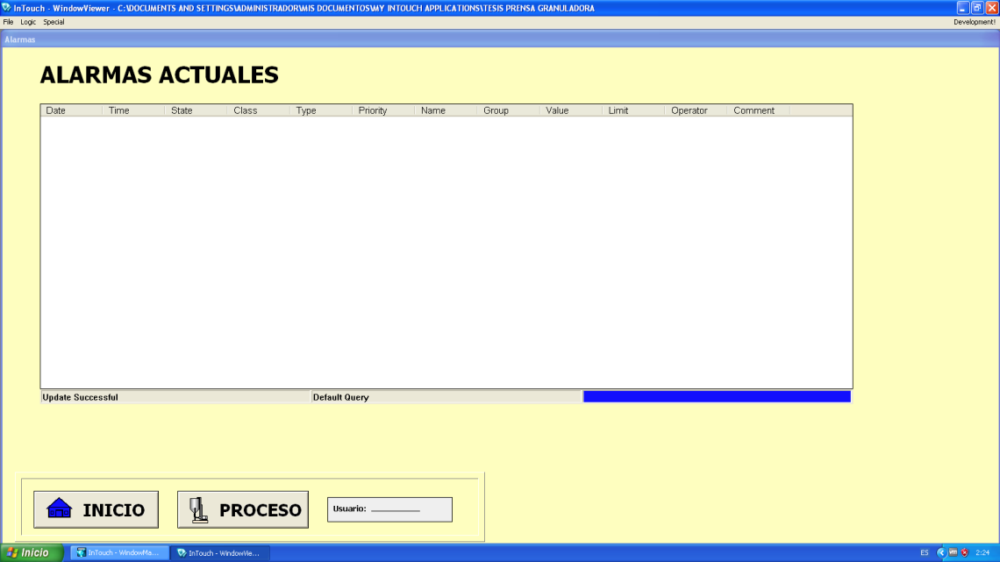 InTouch - WindowViewer - C:\DOCUMENTS AND SETTINGS\ADMINISTRADOR\MIS DOCUMENTOS\MY INTOUCH APPLICATIONS\TESIS PRENSA GRANULADORA
File Logic Special Development!
Alarmas
ALARMAS ACTUALES
Date Time State Class Type Priority Name Group Value Limit Operator Comment
Update Successful Default Query
INICIO PROCESO Usuario: __________
Inicio InTouch - WindowMa... InTouch - WindowVie... ES 2:24